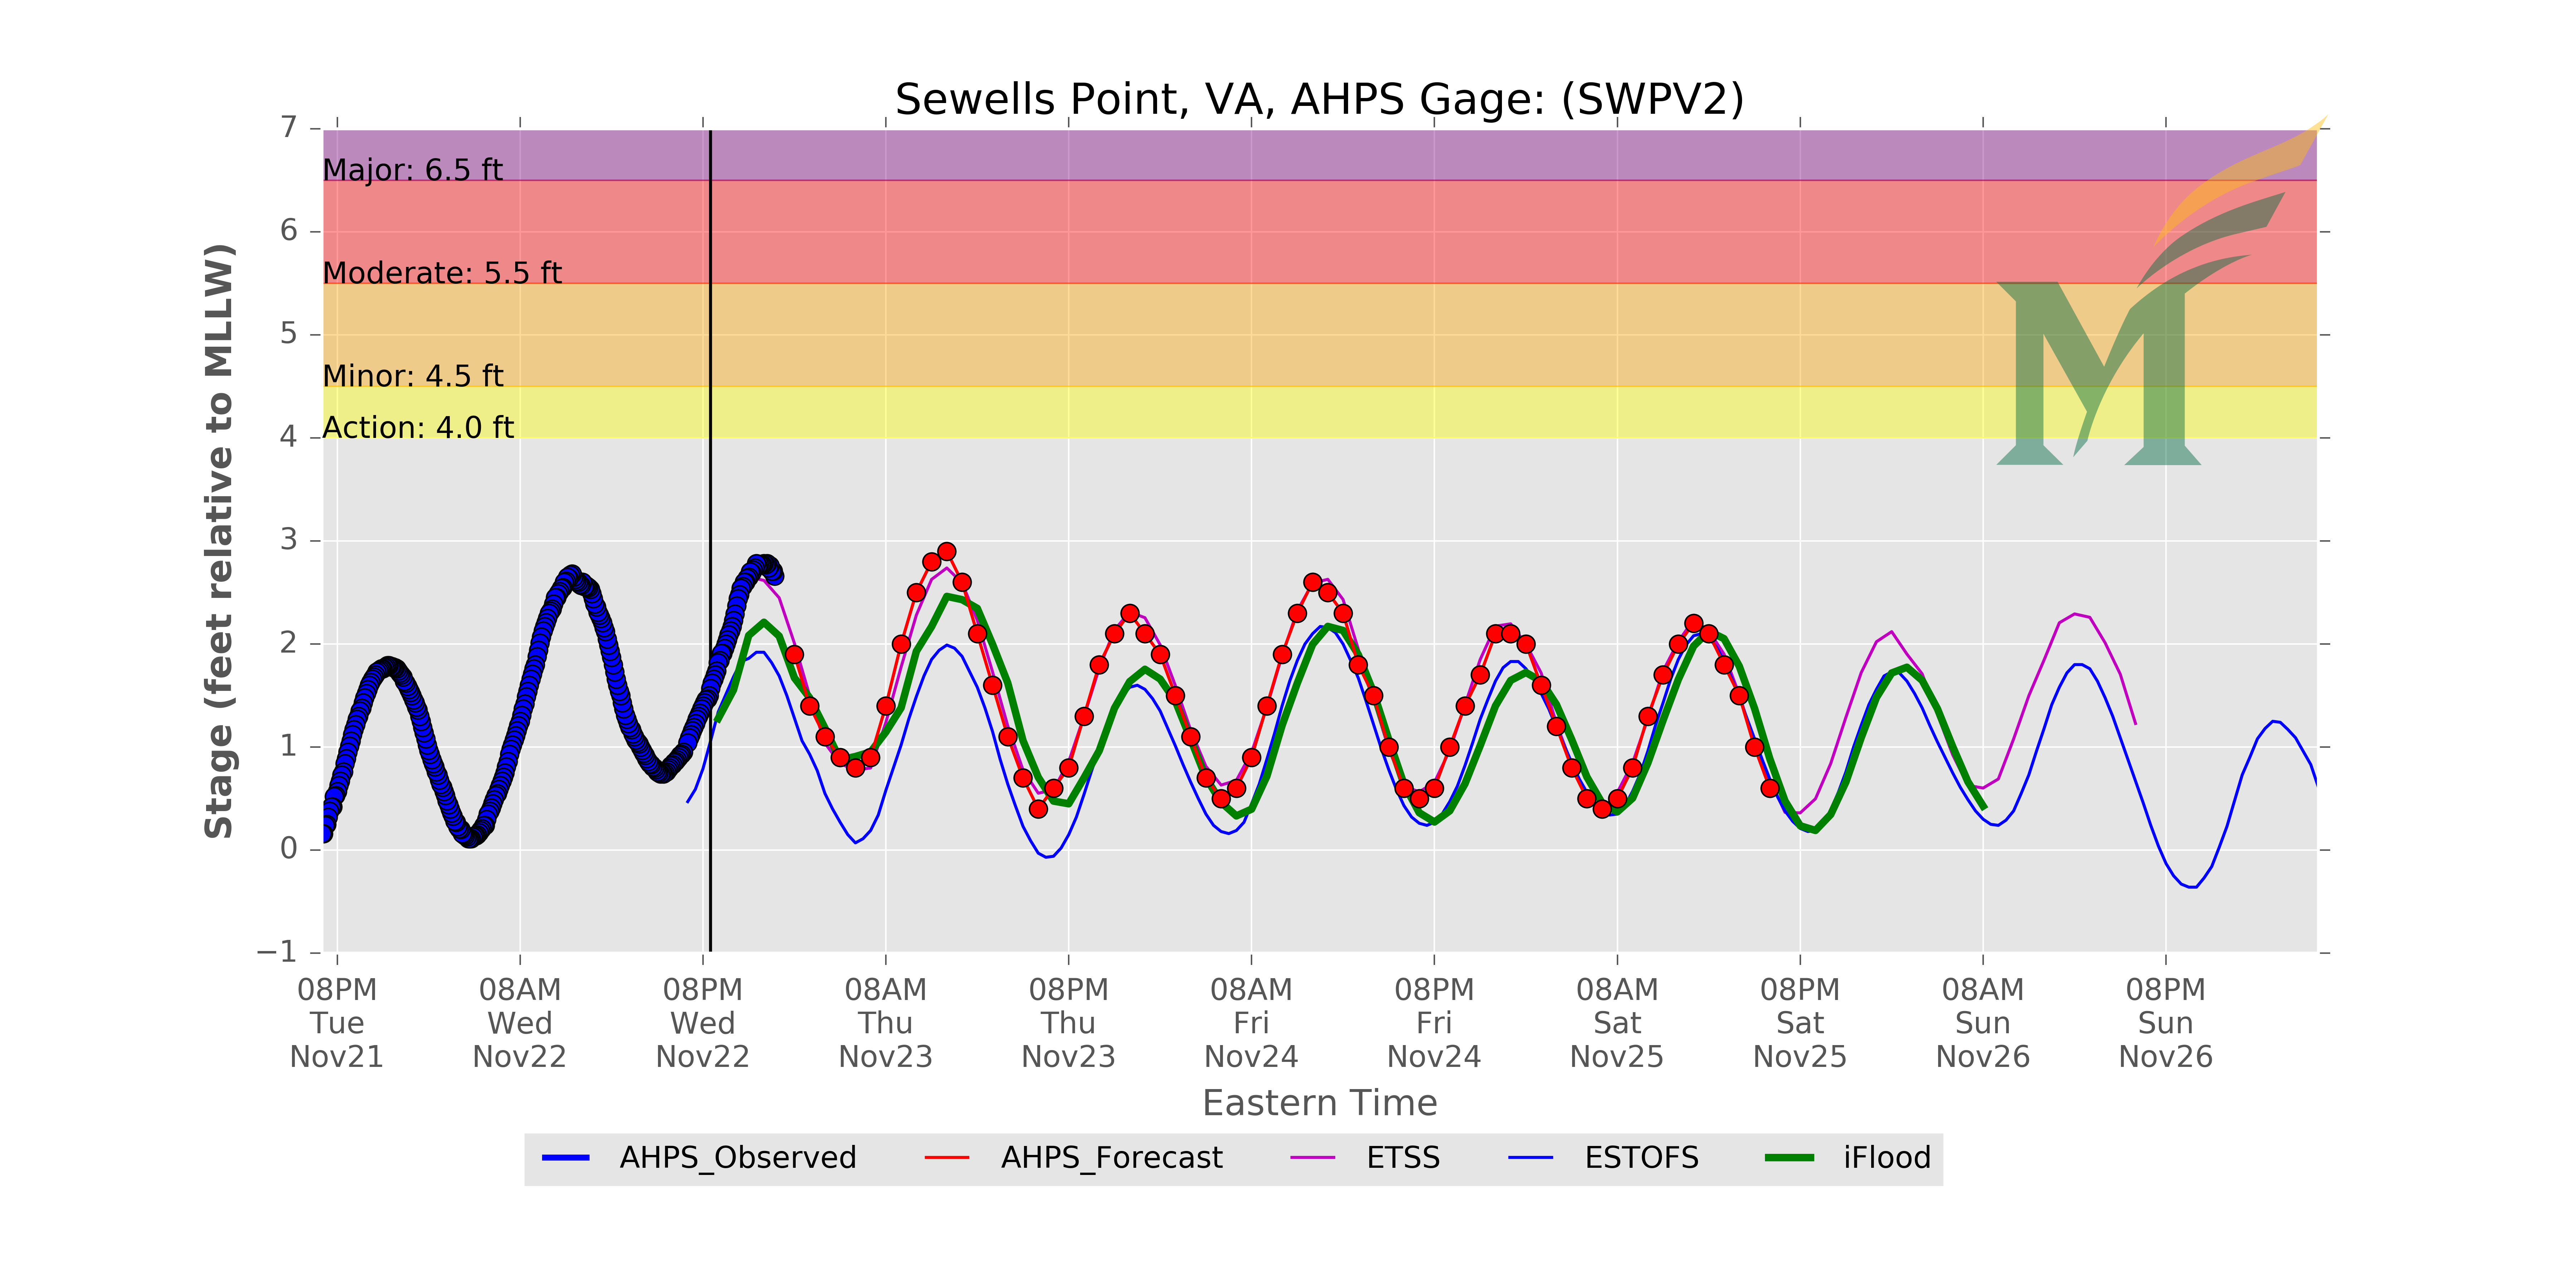 Sewells Point, VA, AHPS Gage: (SWPV2)
Stage (feet relative to MLLW)
7
6
5
4
3
2
1
0
−1
Major: 6.5 ft
Moderate: 5.5 ft
Minor: 4.5 ft
Action: 4.0 ft
M
08PM Tue Nov21
08AM Wed Nov22
08PM Wed Nov22
08AM Thu Nov23
08PM Thu Nov23
08AM Fri Nov24
08PM Fri Nov24
08AM Sat Nov25
08PM Sat Nov25
08AM Sun Nov26
08PM Sun Nov26
Eastern Time
AHPS_Observed AHPS_Forecast ETSS ESTOFS iFlood